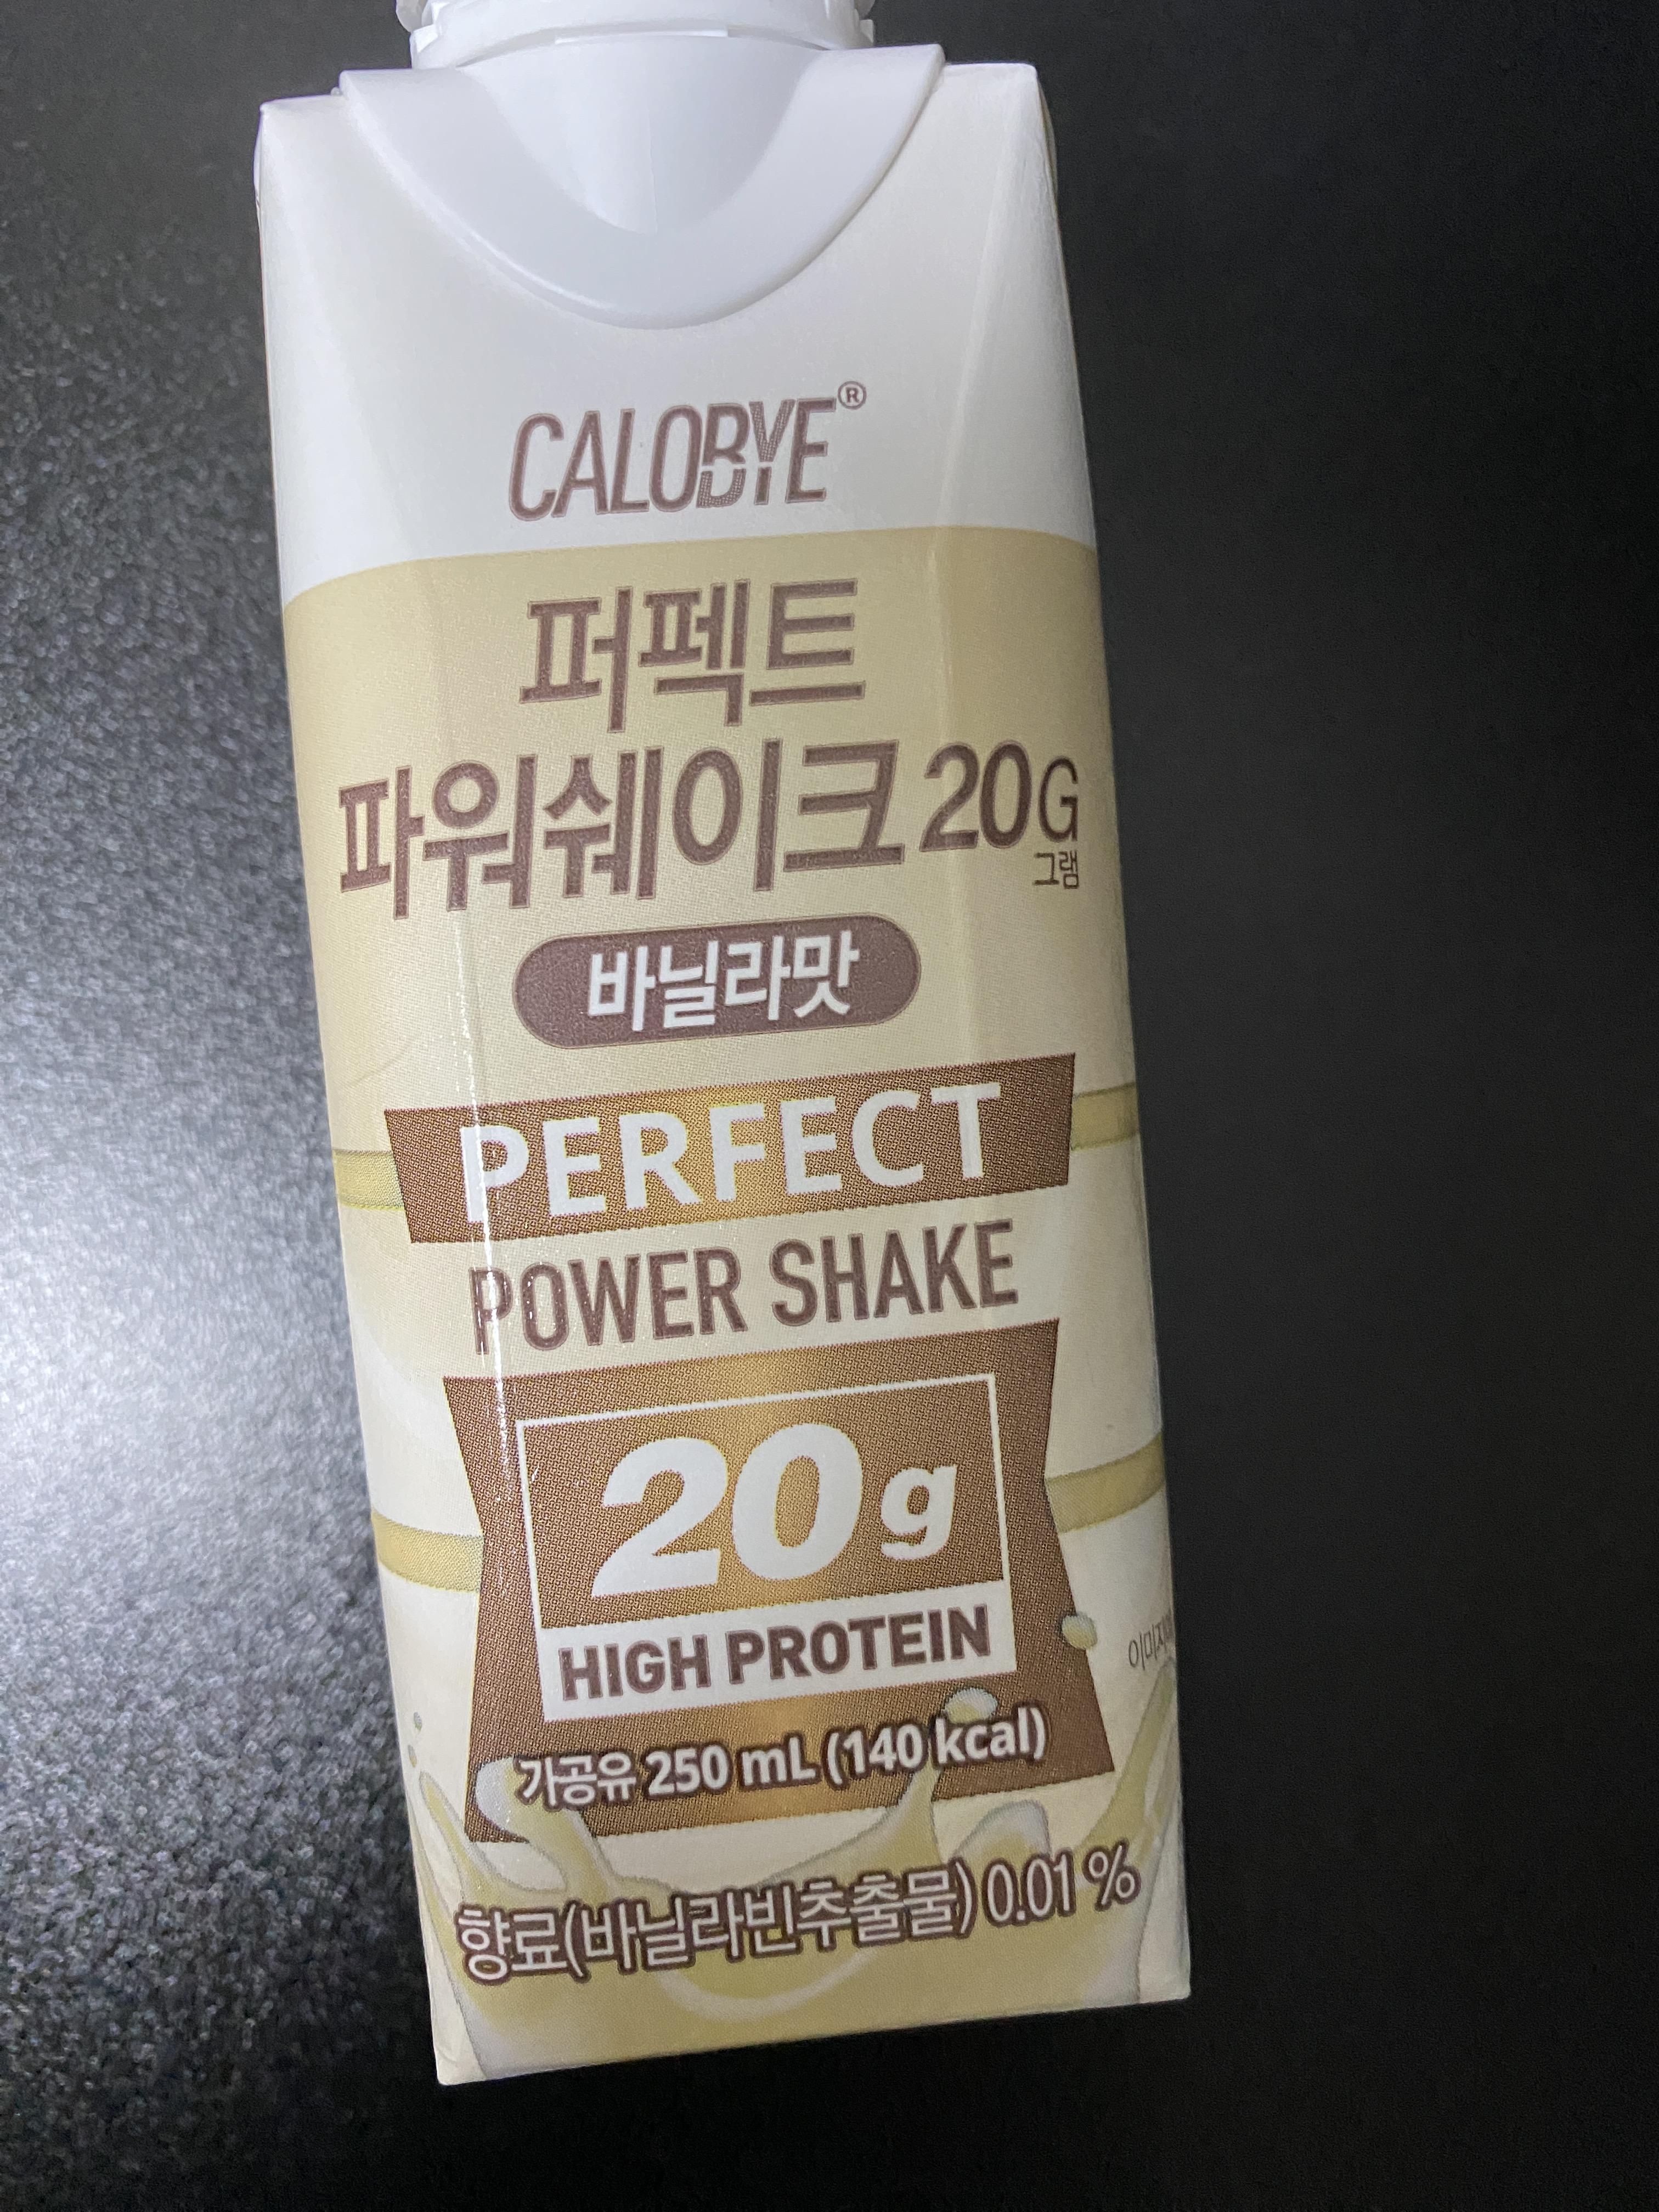 CALOBYE®
퍼펙트
파워쉐이크 20G
그램
바닐라맛
PERFECT
POWER SHAKE
20g
HIGH PROTEIN
가공유 250 mL (140 kcal)
향료(바닐라빈추출물) 0.01 %